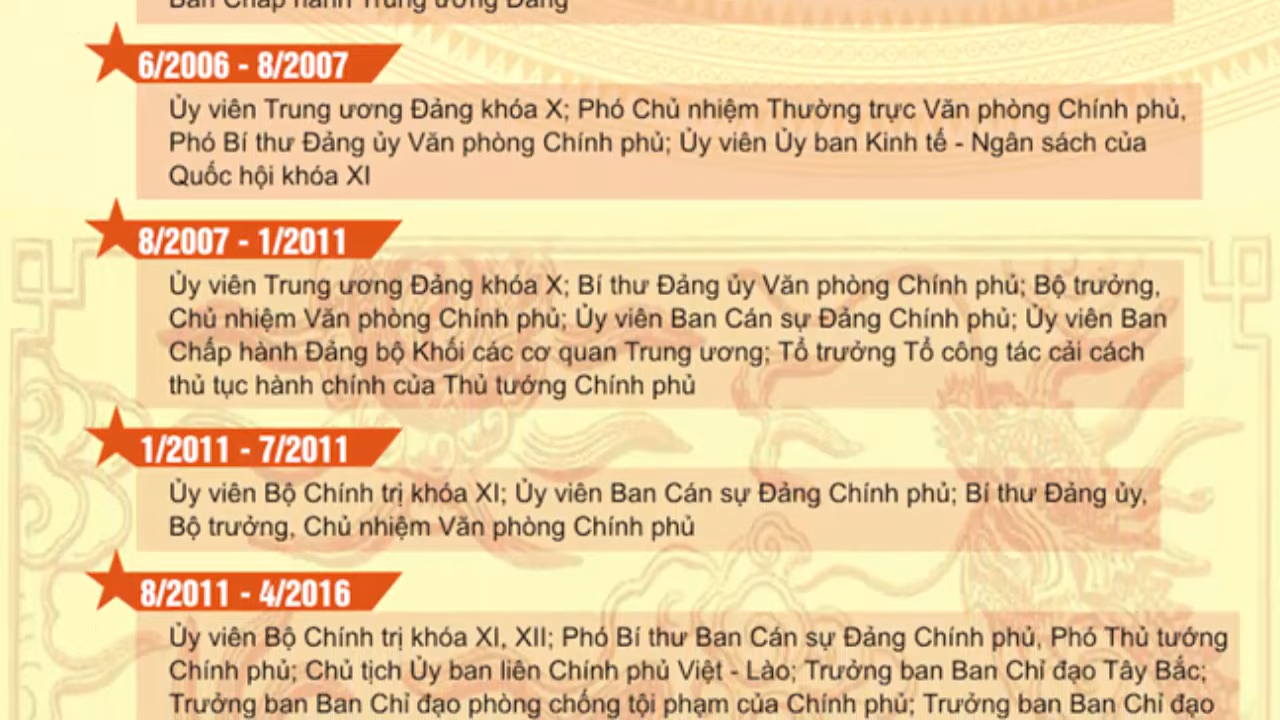 Ban Chấp hành Trung ương Đảng
6/2006 - 8/2007
Ủy viên Trung ương Đảng khóa X; Phó Chủ nhiệm Thường trực Văn phòng Chính phủ,
Phó Bí thư Đảng ủy Văn phòng Chính phủ; Ủy viên Ủy ban Kinh tế - Ngân sách của
Quốc hội khóa XI
8/2007 - 1/2011
Ủy viên Trung ương Đảng khóa X; Bí thư Đảng ủy Văn phòng Chính phủ; Bộ trưởng,
Chủ nhiệm Văn phòng Chính phủ; Ủy viên Ban Cán sự Đảng Chính phủ; Ủy viên Ban
Chấp hành Đảng bộ Khối các cơ quan Trung ương; Tổ trưởng Tổ công tác cải cách
thủ tục hành chính của Thủ tướng Chính phủ
1/2011 - 7/2011
Ủy viên Bộ Chính trị khóa XI; Ủy viên Ban Cán sự Đảng Chính phủ; Bí thư Đảng ủy,
Bộ trưởng, Chủ nhiệm Văn phòng Chính phủ
8/2011 - 4/2016
Ủy viên Bộ Chính trị khóa XI, XII; Phó Bí thư Ban Cán sự Đảng Chính phủ, Phó Thủ tướng
Chính phủ; Chủ tịch Ủy ban liên Chính phủ Việt - Lào; Trưởng ban Ban Chỉ đạo Tây Bắc;
Trưởng ban Ban Chỉ đạo phòng chống tội phạm của Chính phủ; Trưởng ban Ban Chỉ đạo